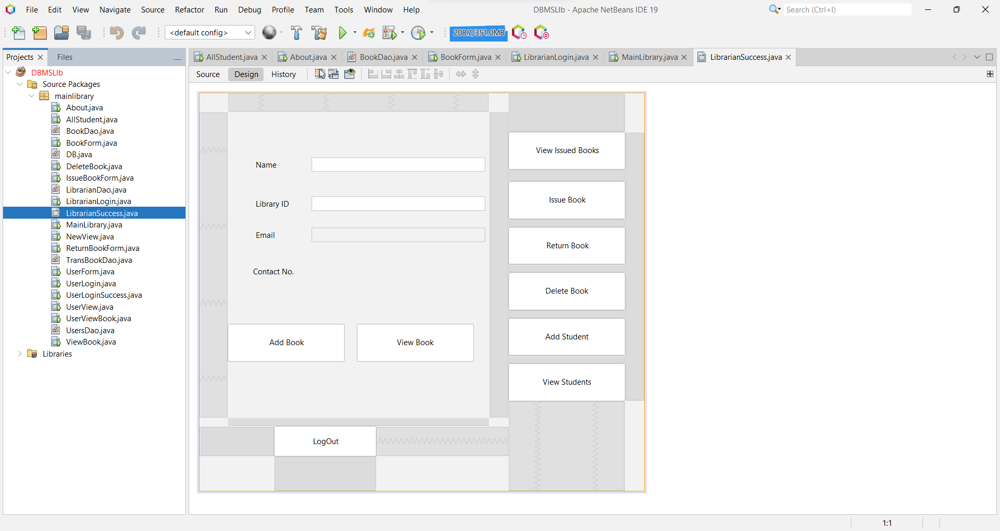 File Edit View Navigate Source Refactor Run Debug Profile Team Tools Window Help
DBMSLIb - Apache NetBeans IDE 19
Search (Ctrl+I)
<default config>
208.7/351.0MB
Projects Files
AllStudent.java About.java BookDao.java BookForm.java LibrarianLogin.java MainLibrary.java LibrarianSuccess.java
Source Design History
DBMSLIb
Source Packages
mainlibrary
About.java
AllStudent.java
BookDao.java
BookForm.java
DB.java
DeleteBook.java
IssueBookForm.java
LibrarianDao.java
LibrarianLogin.java
LibrarianSuccess.java
MainLibrary.java
NewView.java
ReturnBookForm.java
TransBookDao.java
UserForm.java
UserLogin.java
UserLoginSuccess.java
UserView.java
UserViewBook.java
UsersDao.java
ViewBook.java
Libraries
Name
Library ID
Email
Contact No.
Add Book
View Book
LogOut
View Issued Books
Issue Book
Return Book
Delete Book
Add Student
View Students
1:1